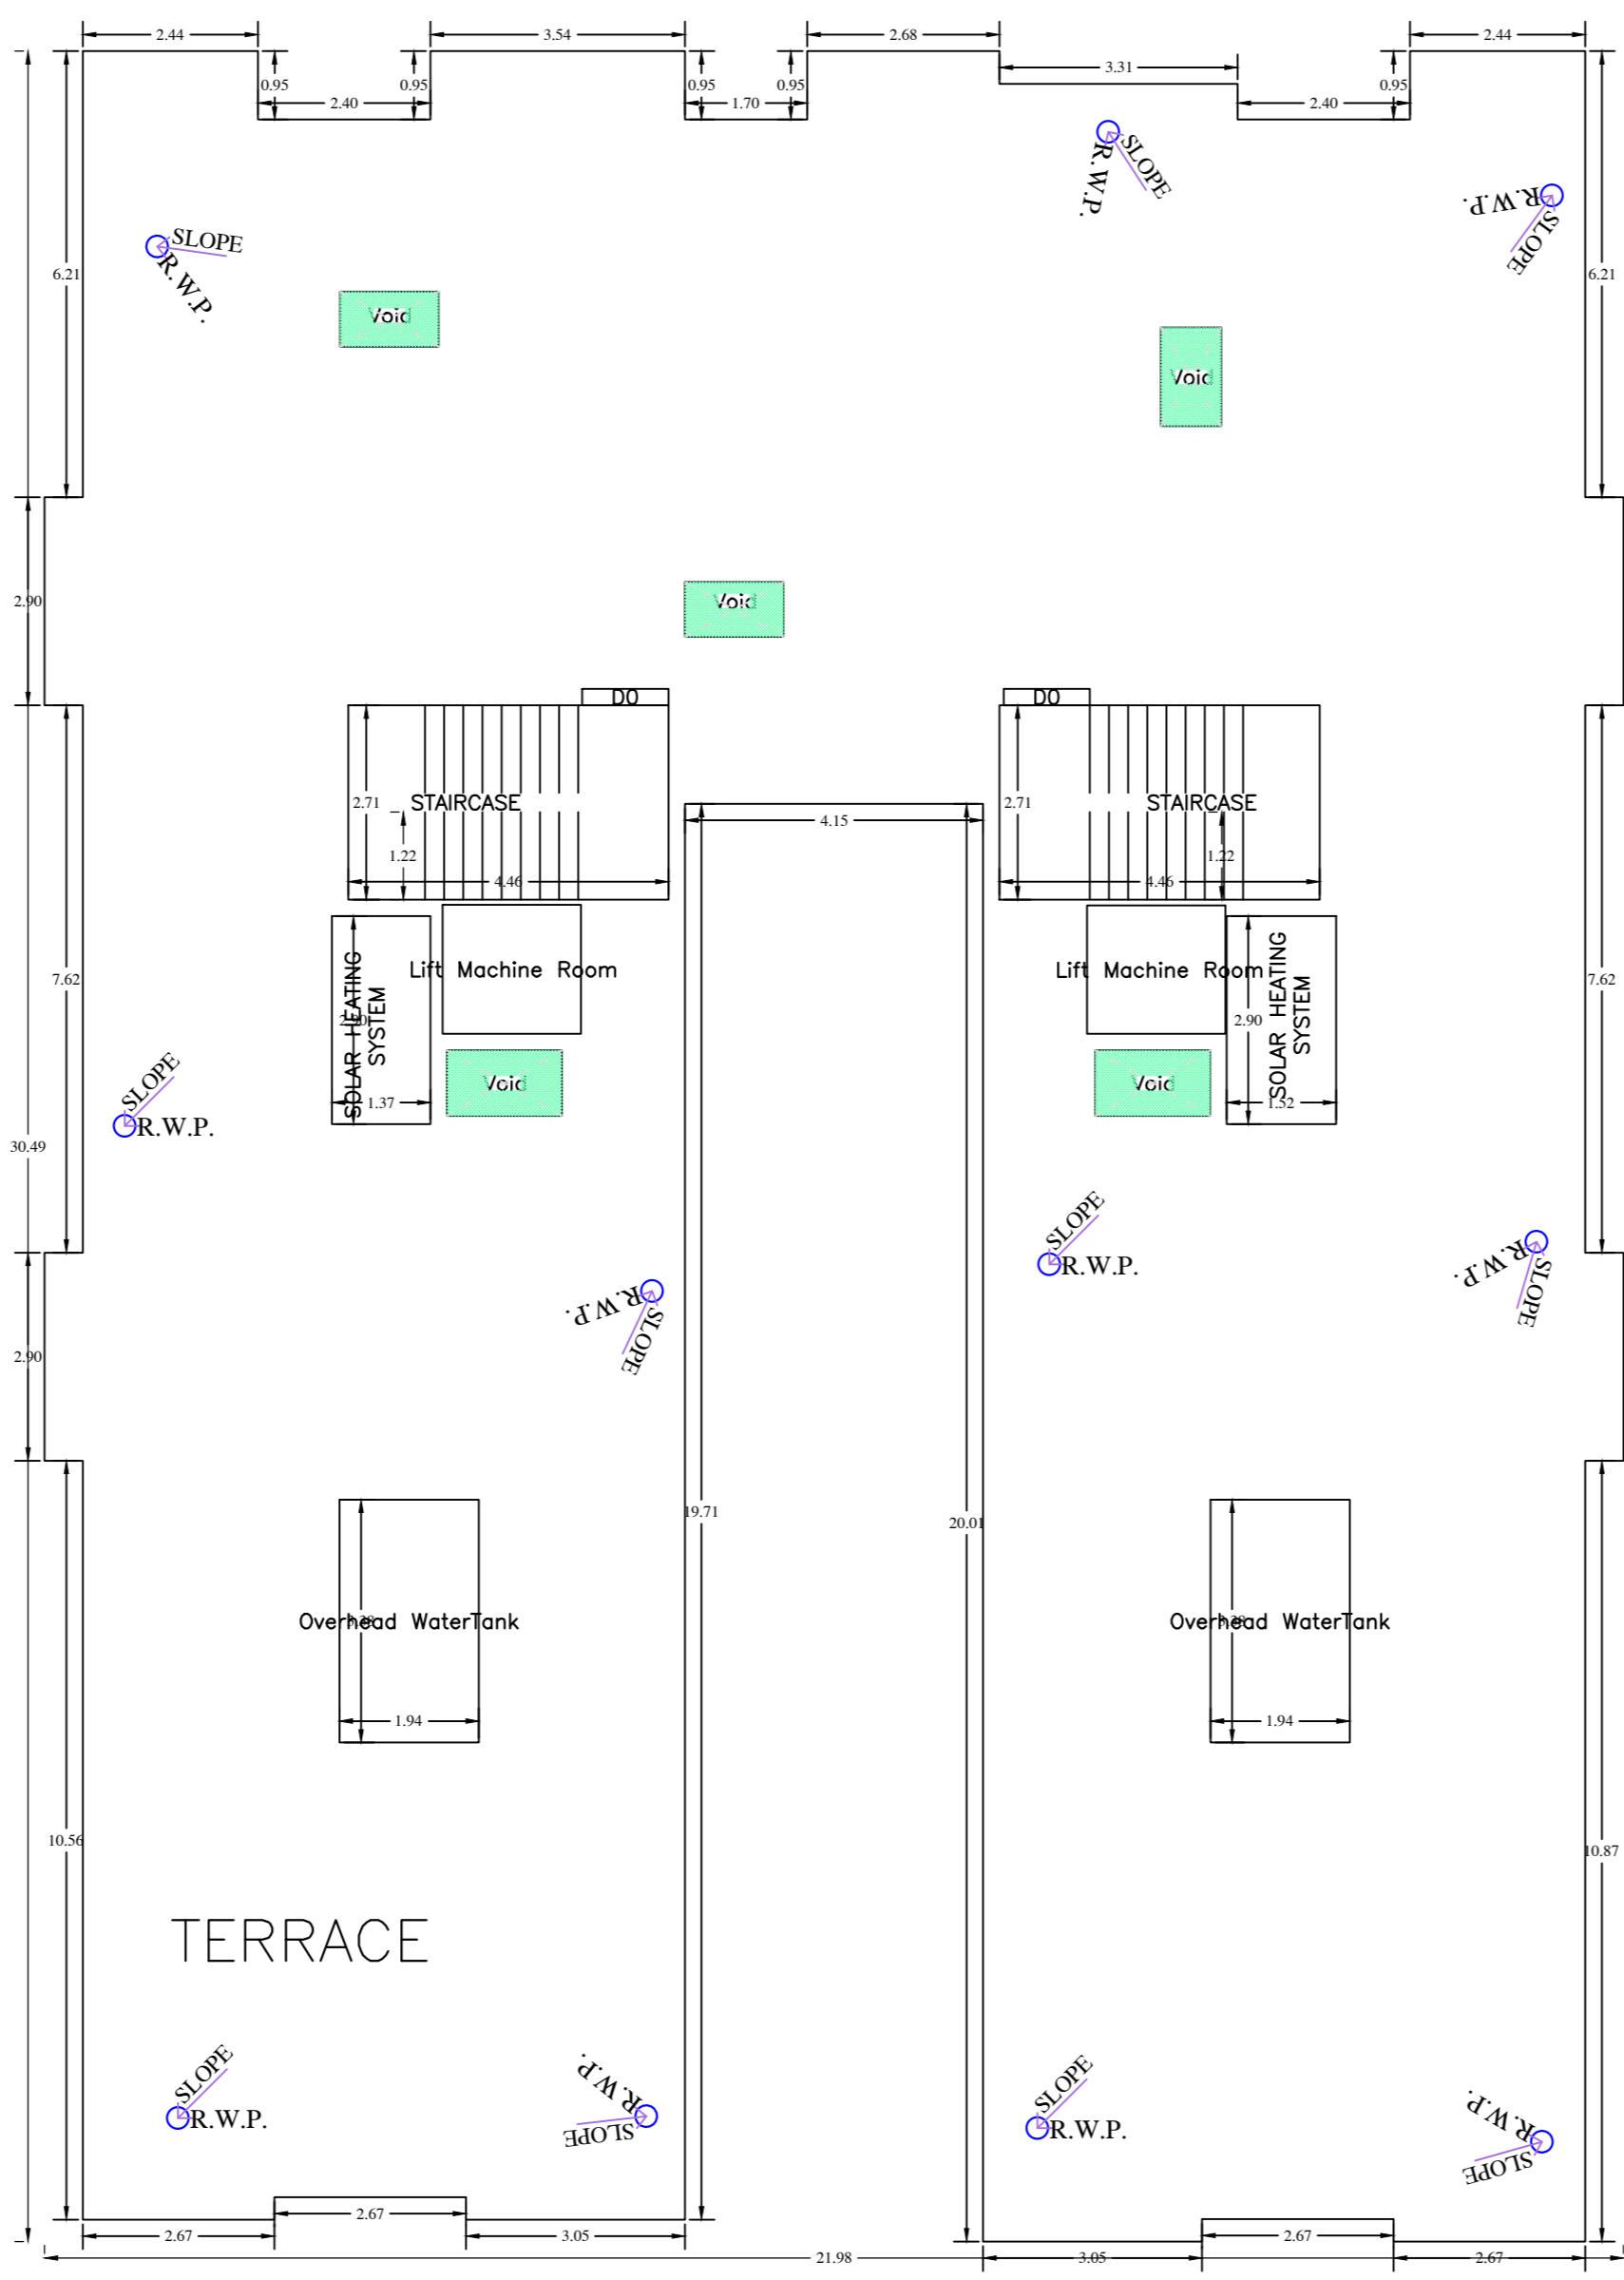 2.44
3.54
2.68
2.44
3.31
0.95
0.95
0.95
0.95
0.95
2.40
1.70
2.40
SLOPE
R.W.P.
SLOPE
R.W.P.
SLOPE
R.W.P.
6.21
6.21
Void
Void
2.90
Void
DO
DO
2.71
STAIRCASE
2.71
STAIRCASE
4.15
1.22
1.22
4.46
4.46
Lift Machine Room
Lift Machine Room
7.62
7.62
SOLAR HEATING
SYSTEM
2.90
2.90
SOLAR HEATING
SYSTEM
Void
Void
1.37
1.52
SLOPE
R.W.P.
30.49
SLOPE
R.W.P.
R.W.P.
SLOPE
R.W.P.
SLOPE
2.90
19.71
20.01
Overhead WaterTank
Overhead WaterTank
1.94
1.94
10.56
10.87
TERRACE
SLOPE
R.W.P.
R.W.P.
SLOPE
SLOPE
R.W.P.
R.W.P.
SLOPE
2.67
2.67
3.05
2.67
21.98
3.05
2.67